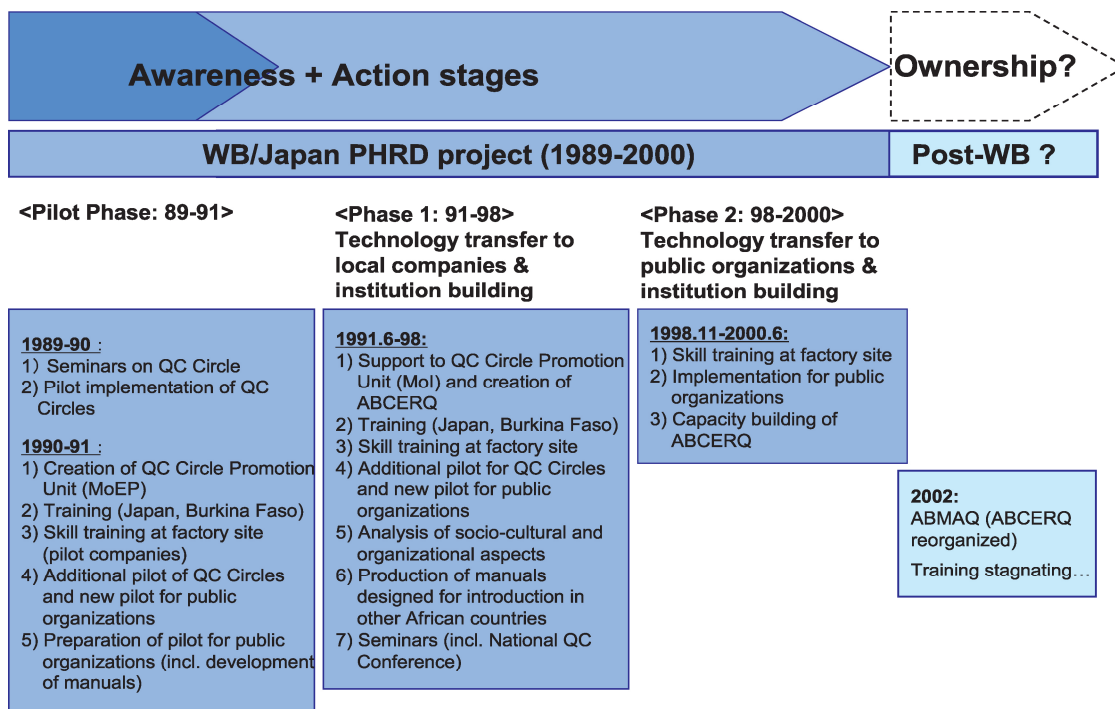 Awareness + Action stages
Ownership?
WB/Japan PHRD project (1989-2000)
Post-WB ?
<Pilot Phase: 89-91>
<Phase 1: 91-98>
Technology transfer to
local companies &
institution building
<Phase 2: 98-2000>
Technology transfer to
public organizations &
institution building
1989-90 :
1) Seminars on QC Circle
2) Pilot implementation of QC
Circles
1990-91 :
1) Creation of QC Circle Promotion
Unit (MoEP)
2) Training (Japan, Burkina Faso)
3) Skill training at factory site
(pilot companies)
4) Additional pilot of QC Circles
and new pilot for public
organizations
5) Preparation of pilot for public
organizations (incl. development
of manuals)
1991.6-98:
1) Support to QC Circle Promotion
Unit (MoI) and creation of
ABCERQ
2) Training (Japan, Burkina Faso)
3) Skill training at factory site
4) Additional pilot for QC Circles
and new pilot for public
organizations
5) Analysis of socio-cultural and
organizational aspects
6) Production of manuals
designed for introduction in
other African countries
7) Seminars (incl. National QC
Conference)
1998.11-2000.6:
1) Skill training at factory site
2) Implementation for public
organizations
3) Capacity building of
ABCERQ
2002:
ABMAQ (ABCERQ
reorganized)
Training stagnating…